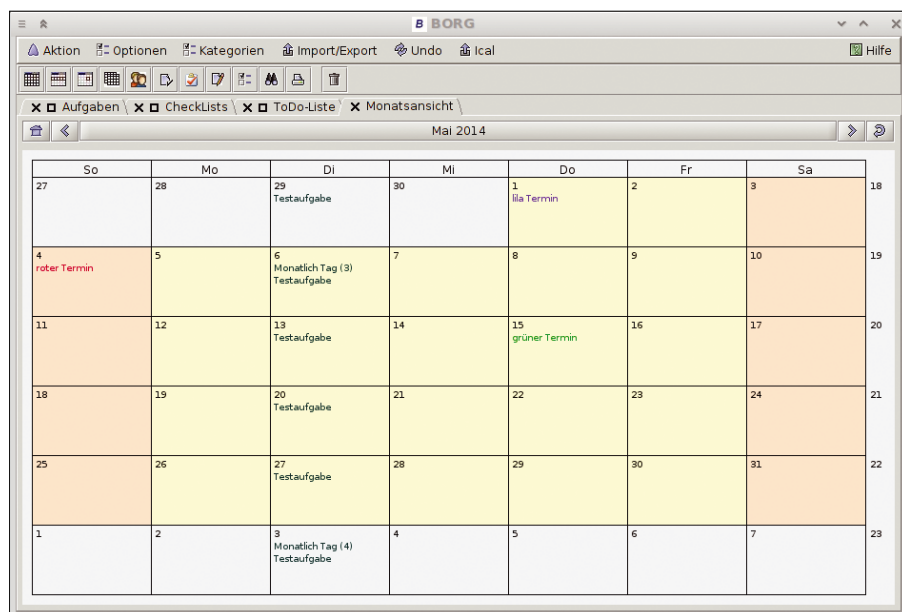 B BORG
Aktion Optionen Kategorien Import/Export Undo Ical Hilfe
Aufgaben CheckLists ToDo-Liste Monatsansicht
Mai 2014
So Mo Di Mi Do Fr Sa
27 28 29 30 1 2 3 18
Testaufgabe lila Termin
4 5 6 7 8 9 10 19
roter Termin Monatlich Tag (3)
Testaufgabe
11 12 13 14 15 16 17 20
Testaufgabe grüner Termin
18 19 20 21 22 23 24 21
Testaufgabe
25 26 27 28 29 30 31 22
Testaufgabe
1 2 3 4 5 6 7 23
Monatlich Tag (4)
Testaufgabe